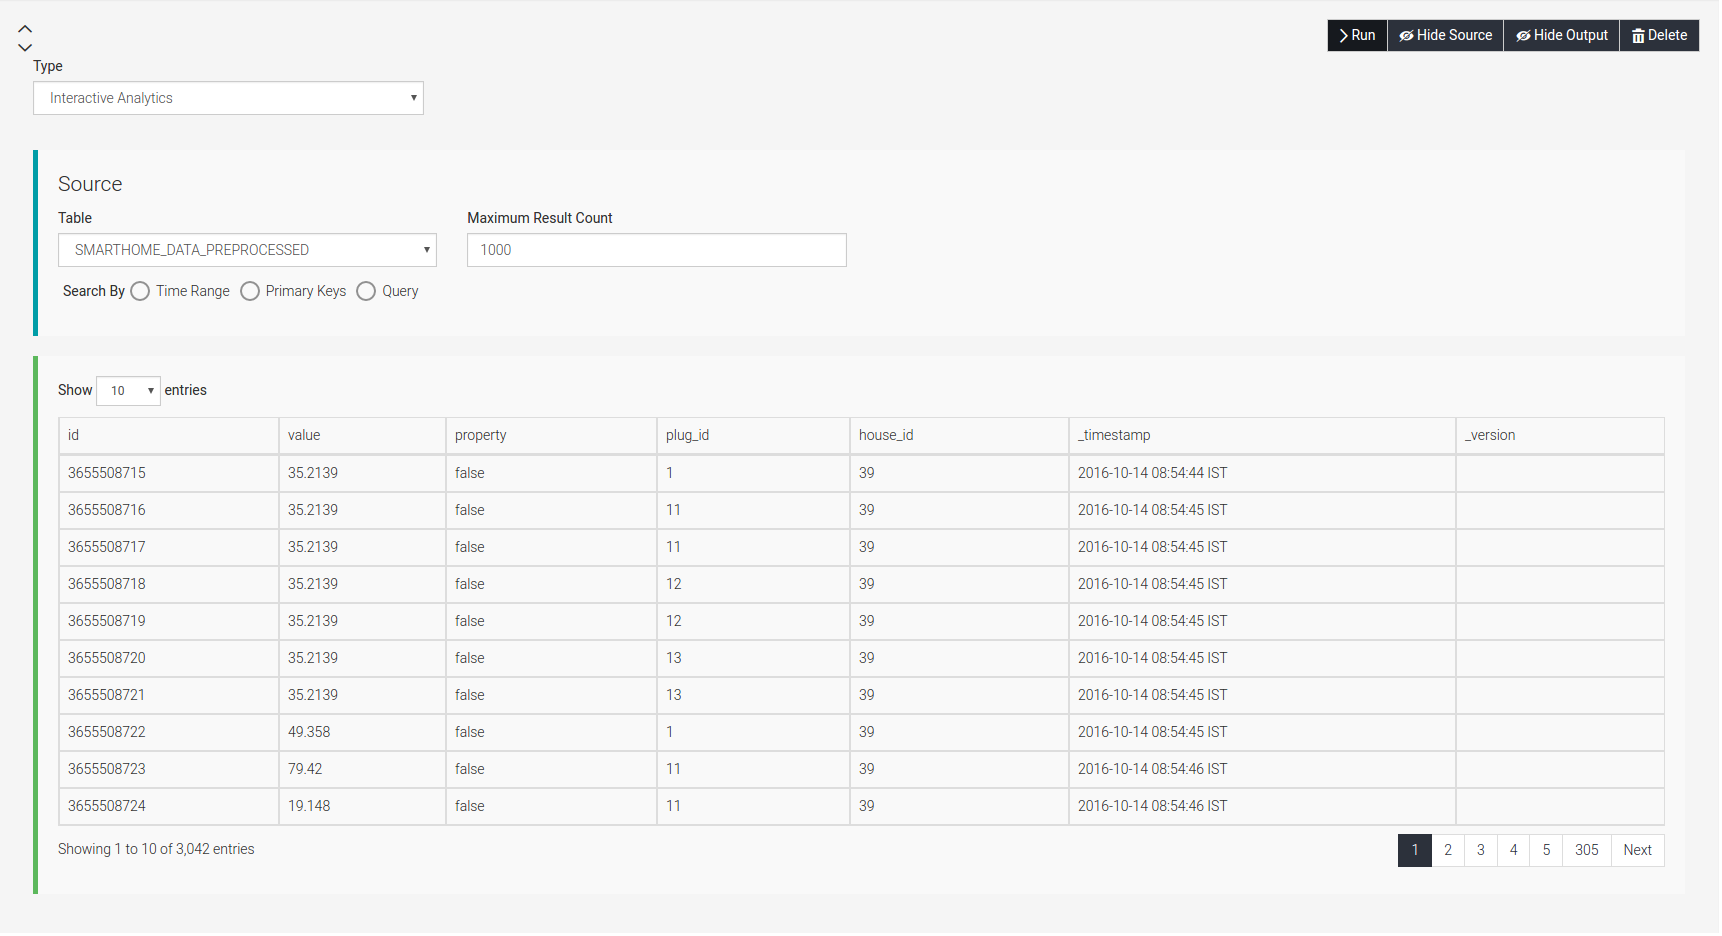 Run Hide Source Hide Output Delete
Type
Interactive Analytics
Source
Table Maximum Result Count
SMARTHOME_DATA_PREPROCESSED 1000
Search By Time Range Primary Keys Query
Show 10 entries
id value property plug_id house_id _timestamp _version
3655508715 35.2139 false 1 39 2016-10-14 08:54:44 IST
3655508716 35.2139 false 11 39 2016-10-14 08:54:45 IST
3655508717 35.2139 false 11 39 2016-10-14 08:54:45 IST
3655508718 35.2139 false 12 39 2016-10-14 08:54:45 IST
3655508719 35.2139 false 12 39 2016-10-14 08:54:45 IST
3655508720 35.2139 false 13 39 2016-10-14 08:54:45 IST
3655508721 35.2139 false 13 39 2016-10-14 08:54:45 IST
3655508722 49.358 false 1 39 2016-10-14 08:54:45 IST
3655508723 79.42 false 11 39 2016-10-14 08:54:46 IST
3655508724 19.148 false 11 39 2016-10-14 08:54:46 IST
Showing 1 to 10 of 3,042 entries 1 2 3 4 5 305 Next